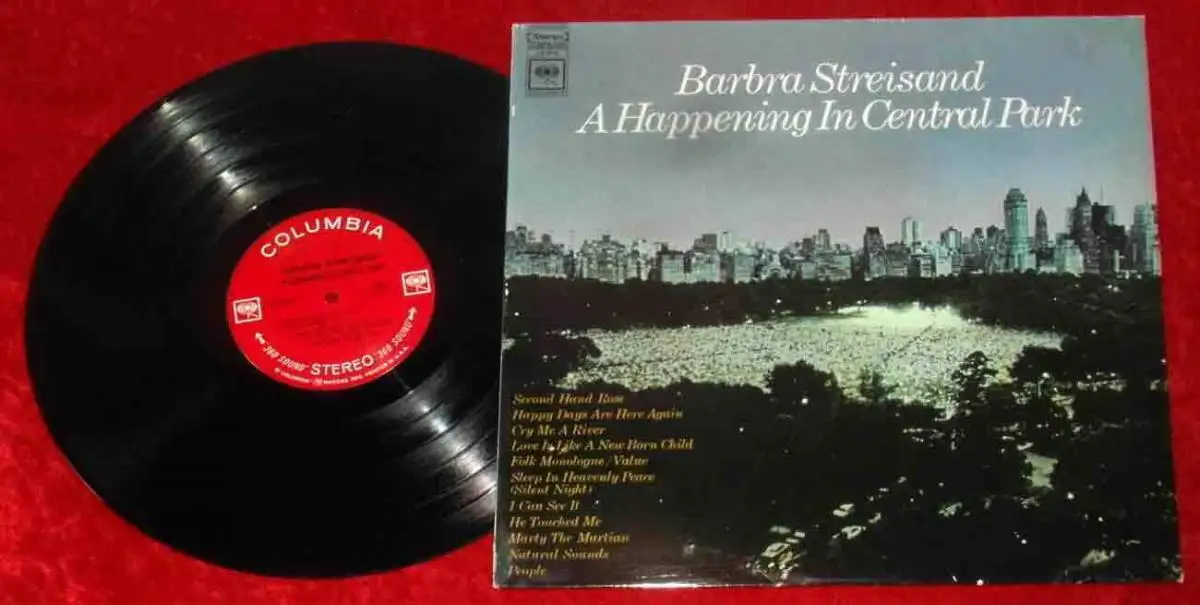 COLUMBIA
"360 SOUND" STEREO "360 SOUND"
Stereo
Barbra Streisand
A Happening In Central Park
Second Hand Rose
Happy Days Are Here Again
Cry Me A River
Love Is Like A New Born Child
Folk Monologue/Value
Sleep In Heavenly Peace
(Silent Night)
I Can See It
He Touched Me
Marty The Martian
Natural Sounds
People